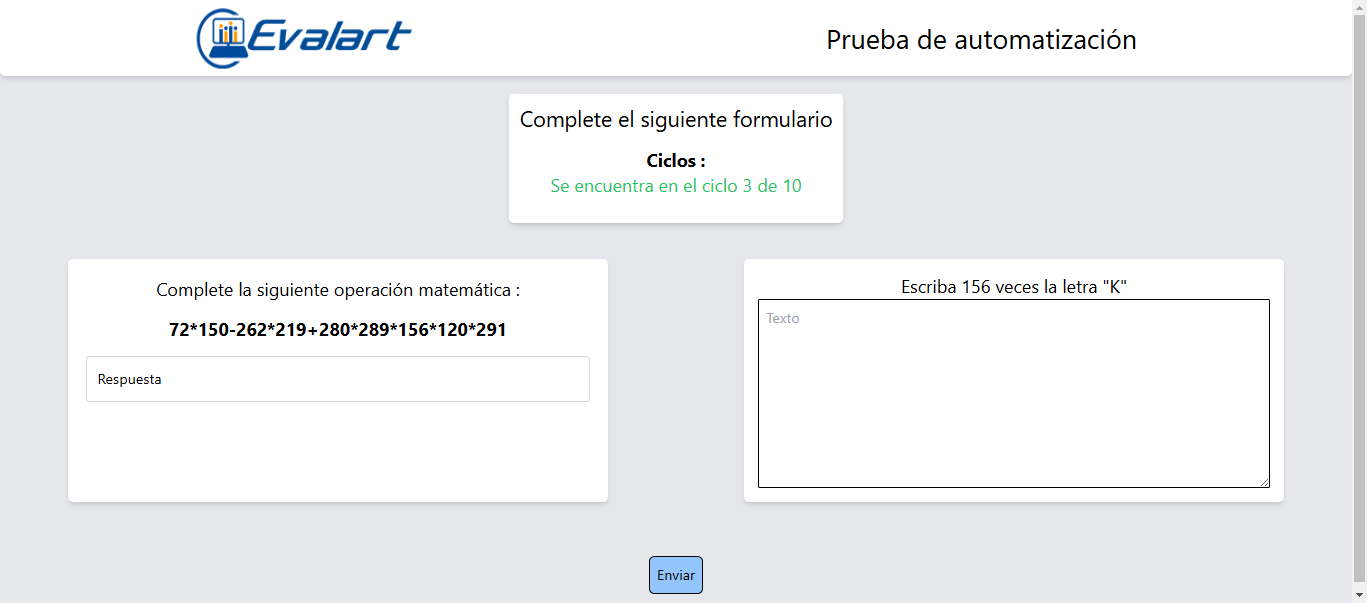 Evalart
Prueba de automatización
Complete el siguiente formulario
Ciclos :
Se encuentra en el ciclo 3 de 10
Complete la siguiente operación matemática :
72*150-262*219+280*289*156*120*291
Respuesta
Escriba 156 veces la letra "K"
Texto
Enviar